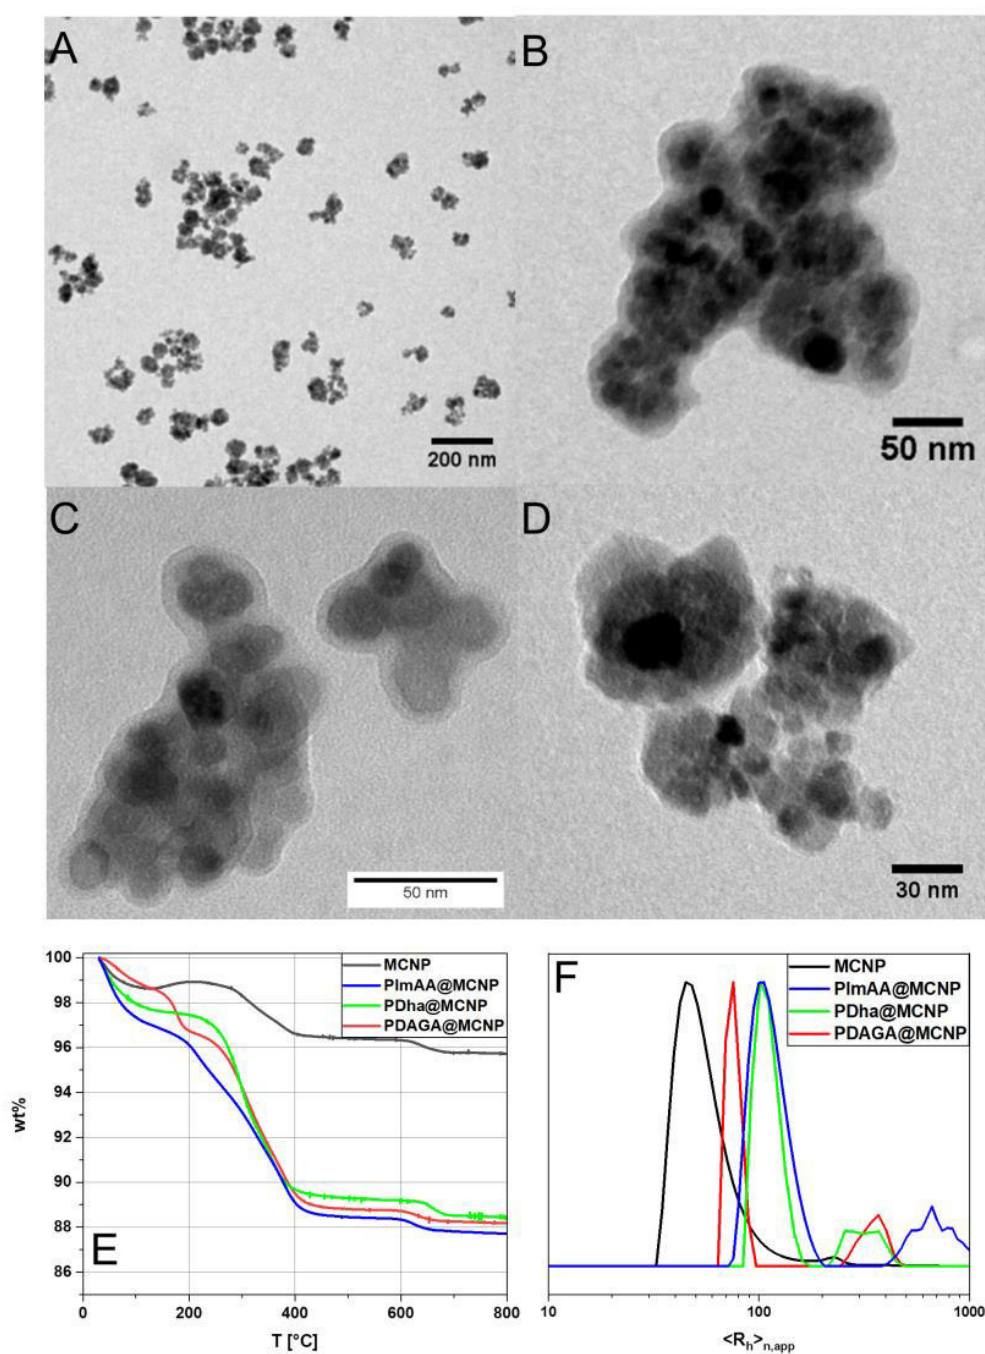 A
B
200 nm
50 nm
C
D
50 nm
30 nm
100
98
96
94
92
90
88
86
wt%
MCNP
PImAA@MCNP
PDha@MCNP
PDAGA@MCNP
E
0
200
400
600
800
T [°C]
F
MCNP
PImAA@MCNP
PDha@MCNP
PDAGA@MCNP
10
100
1000
<Rh>n,app